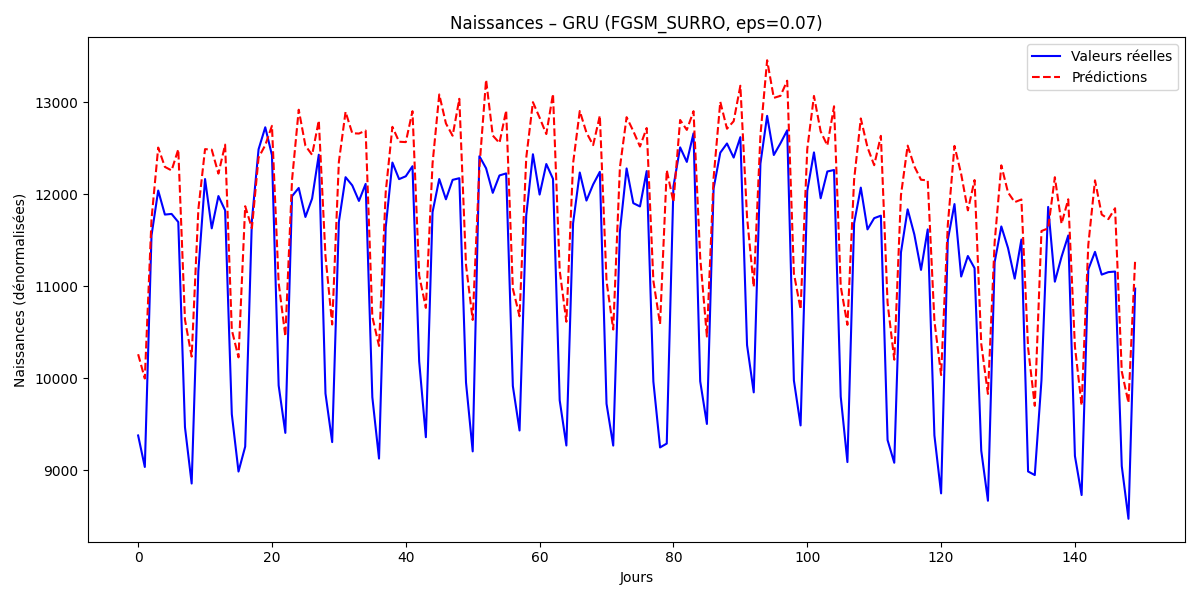 Naissances – GRU (FGSM_SURRO, eps=0.07)
Valeurs réelles
Prédictions
Naissances (dénormalisées)
13000
12000
11000
10000
9000
0 20 40 60 80 100 120 140
Jours